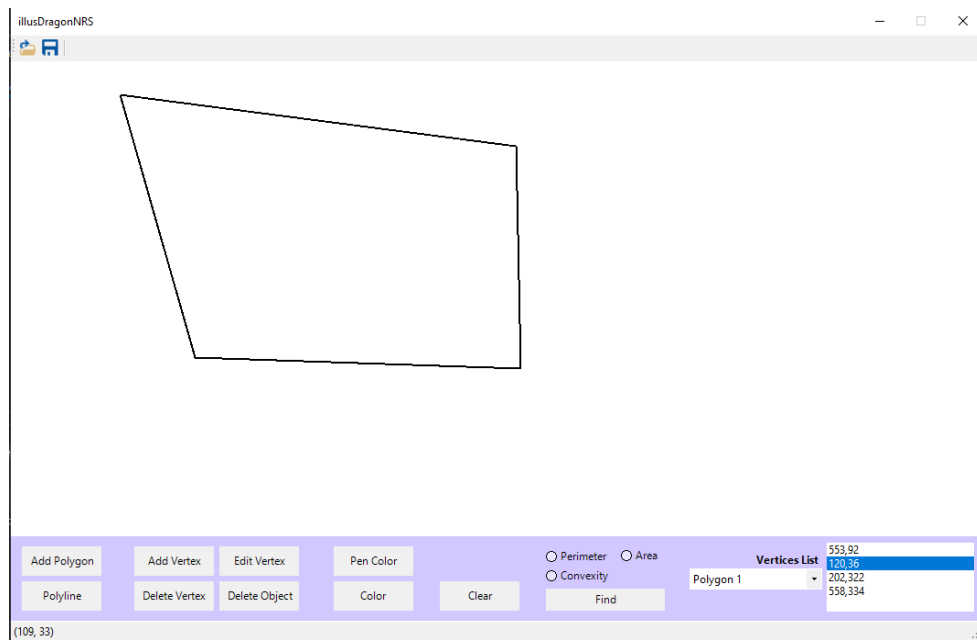 illusDragonNRS
Add Polygon
Add Vertex
Edit Vertex
Pen Color
Perimeter
Area
Convexity
Vertices List
Polygon 1
553,92
120,36
202,322
558,334
Polyline
Delete Vertex
Delete Object
Color
Clear
Find
(109, 33)